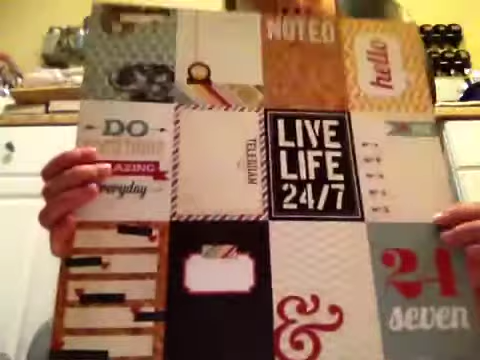 NOTED
hello
DO
AMAZING
everyday
TELEGRAM
LIVE
LIFE
24/7
&
24
seven